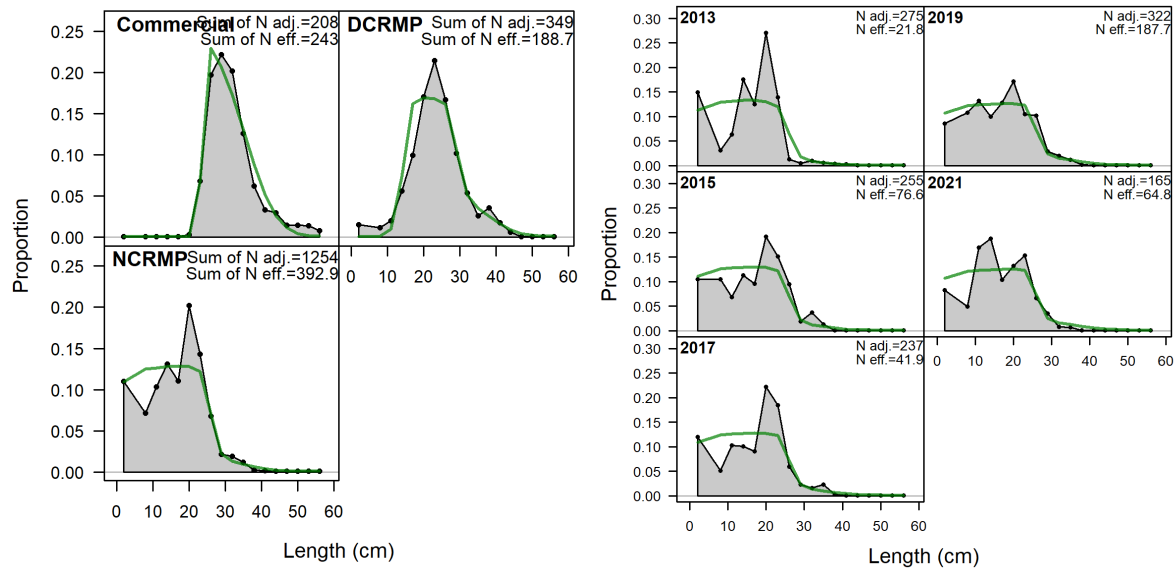 Commercial
Sum of N adj.=208
Sum of N eff.=243
DCRMP
Sum of N adj.=349
Sum of N eff.=188.7
0.25
0.20
0.15
0.10
0.05
0.00
NCRMP
Sum of N adj.=1254
Sum of N eff.=392.9
0.25
0.20
0.15
0.10
0.05
0.00
0 10 20 30 40 50 60
0 10 20 30 40 50 60
Proportion
Length (cm)
2013
N adj.=275
N eff.=21.8
2019
N adj.=322
N eff.=187.7
0.30
0.25
0.20
0.15
0.10
0.05
0.00
2015
N adj.=255
N eff.=76.6
2021
N adj.=165
N eff.=64.8
0.30
0.25
0.20
0.15
0.10
0.05
0.00
2017
N adj.=237
N eff.=41.9
0.30
0.25
0.20
0.15
0.10
0.05
0.00
0 10 20 30 40 50 60
0 10 20 30 40 50 60
Proportion
Length (cm)